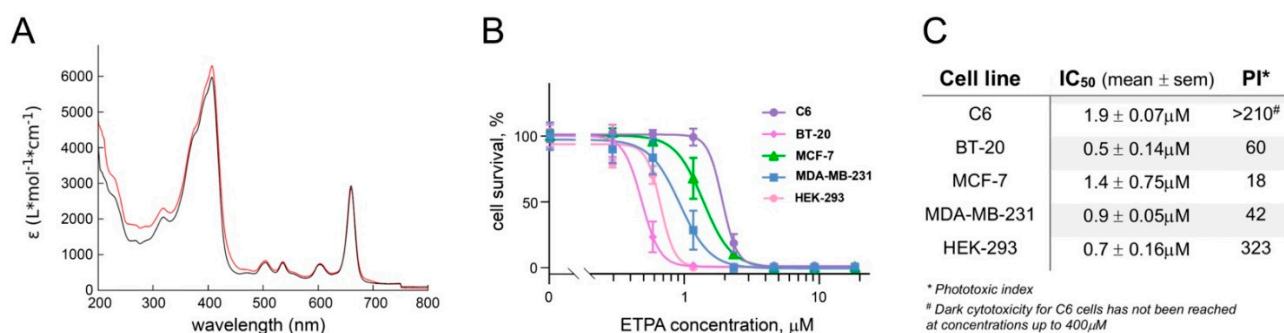 A
ε (L*mol⁻¹*cm⁻¹)
6000
5000
4000
3000
2000
1000
0
200 300 400 500 600 700 800
wavelength (nm)
B
cell survival, %
100
50
0
C6
BT-20
MCF-7
MDA-MB-231
HEK-293
0 1 10
ETPA concentration, μM
C
Cell line IC₅₀ (mean ± sem) PI*
C6 1.9 ± 0.07μM >210#
BT-20 0.5 ± 0.14μM 60
MCF-7 1.4 ± 0.75μM 18
MDA-MB-231 0.9 ± 0.05μM 42
HEK-293 0.7 ± 0.16μM 323
* Phototoxic index
# Dark cytotoxicity for C6 cells has not been reached
at concentrations up to 400μM